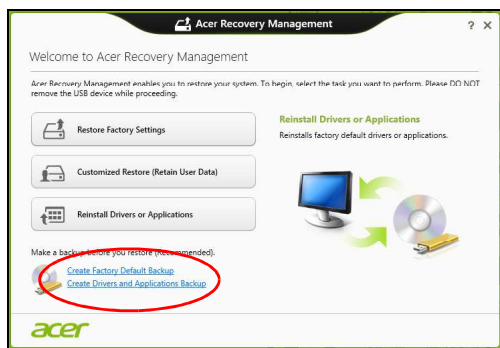 Acer Recovery Management
? X
Welcome to Acer Recovery Management
Acer Recovery Management enables you to restore your system. To begin, select the task you want to perform. Please DO NOT
remove the USB device while proceeding.
Restore Factory Settings
Customized Restore (Retain User Data)
Reinstall Drivers or Applications
Reinstall Drivers or Applications
Reinstalls factory default drivers or applications.
Make a backup before you restore (Recommended).
Create Factory Default Backup
Create Drivers and Applications Backup
acer